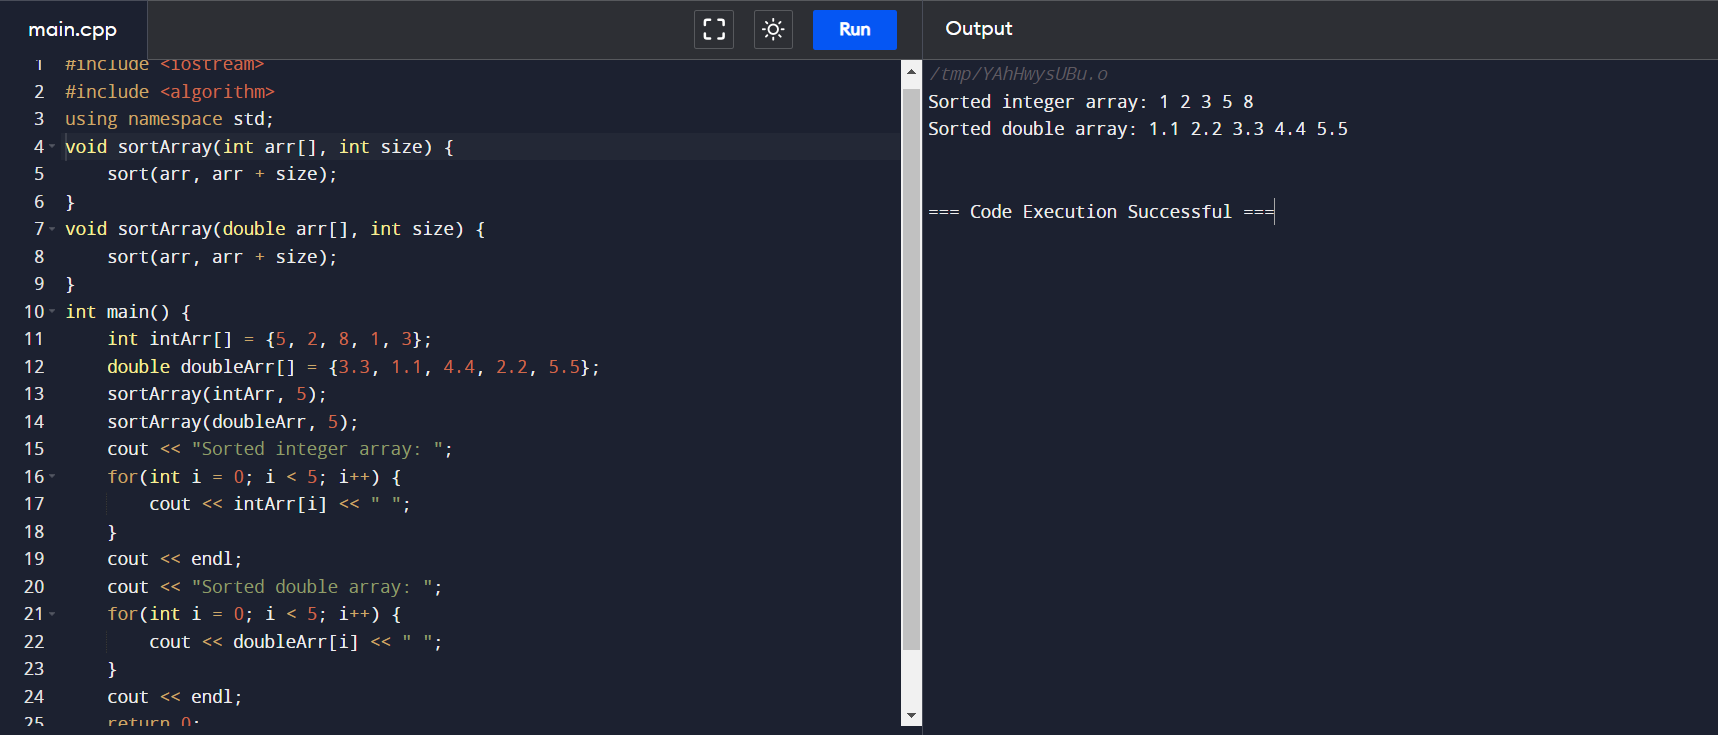 main.cpp
Run
Output
1 #include <iostream>
2 #include <algorithm>
3 using namespace std;
4 void sortArray(int arr[], int size) {
5     sort(arr, arr + size);
6 }
7 void sortArray(double arr[], int size) {
8     sort(arr, arr + size);
9 }
10 int main() {
11     int intArr[] = {5, 2, 8, 1, 3};
12     double doubleArr[] = {3.3, 1.1, 4.4, 2.2, 5.5};
13     sortArray(intArr, 5);
14     sortArray(doubleArr, 5);
15     cout << "Sorted integer array: ";
16     for(int i = 0; i < 5; i++) {
17         cout << intArr[i] << " ";
18     }
19     cout << endl;
20     cout << "Sorted double array: ";
21     for(int i = 0; i < 5; i++) {
22         cout << doubleArr[i] << " ";
23     }
24     cout << endl;
25     return 0;
/tmp/YAhHwysUBu.o
Sorted integer array: 1 2 3 5 8
Sorted double array: 1.1 2.2 3.3 4.4 5.5
=== Code Execution Successful ===